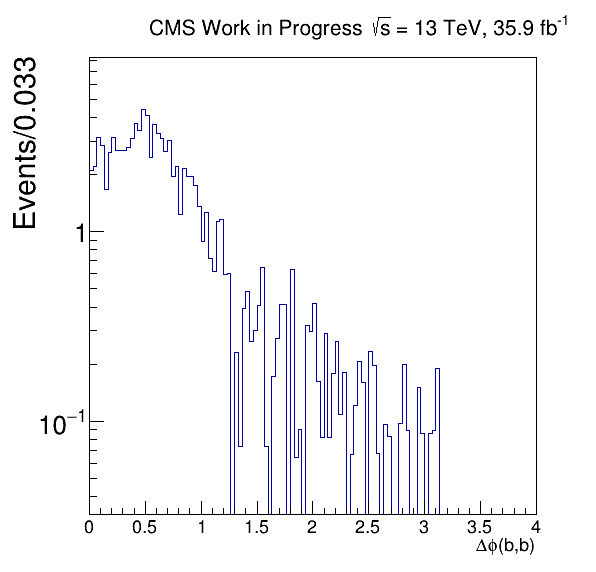 CMS Work in Progress √s = 13 TeV, 35.9 fb⁻¹
Events/0.033
1
10⁻¹
0 0.5 1 1.5 2 2.5 3 3.5 4
Δϕ(b,b)